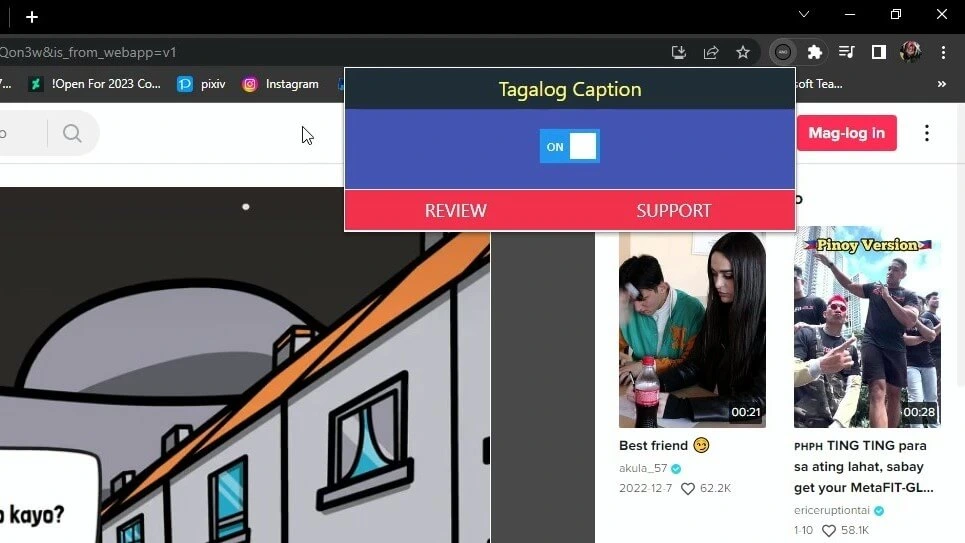 Qon3w&is_from_webapp=v1
!Open For 2023 Co...
pixiv
Instagram
soft Tea...
Tagalog Caption
ON
REVIEW
SUPPORT
Mag-log in
Pinoy Version
00:21
00:28
Best friend 😊
akula_57
2022-12-7
62.2K
PHPH TING TING para
sa ating lahat, sabay
get your MetaFIT-GL...
ericeruptiontai
1-10
58.1K
kayo?